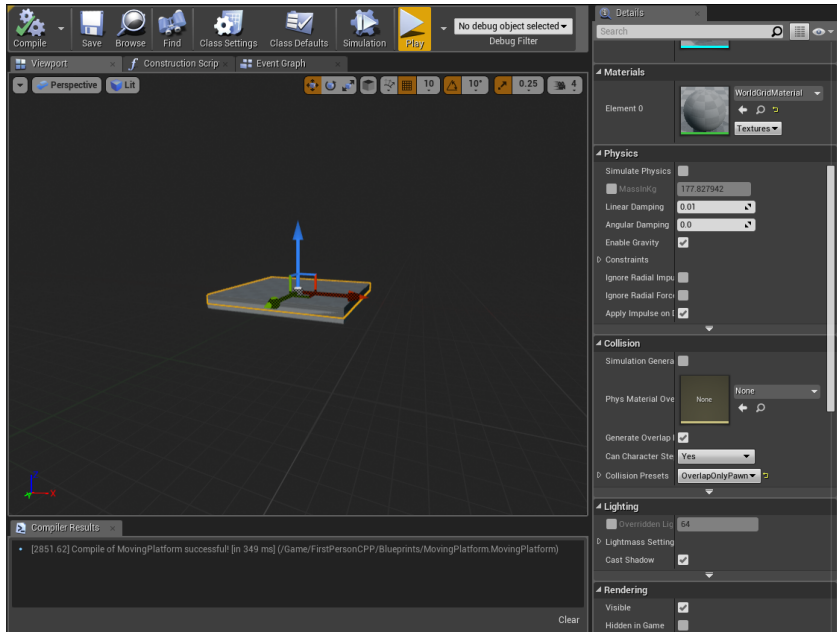 Compile
Save
Browse
Find
Class Settings
Class Defaults
Simulation
Play
No debug object selected
Debug Filter
Viewport
Construction Scrip
Event Graph
Perspective
Lit
10
10°
0.25
4
Z
X
Compiler Results
[2851.62] Compile of MovingPlatform successful! [in 349 ms] (/Game/FirstPersonCPP/Blueprints/MovingPlatform.MovingPlatform)
Clear
Details
Search
Materials
Element 0
WorldGridMaterial
Textures
Physics
Simulate Physics
MassInKg
177.827942
Linear Damping
0.01
Angular Damping
0.0
Enable Gravity
Constraints
Ignore Radial Impu
Ignore Radial Force
Apply Impulse on D
Collision
Simulation Genera
Phys Material Ove
None
None
Generate Overlap
Can Character Ste
Yes
Collision Presets
OverlapOnlyPawn
Lighting
Overridden Lig
64
Lightmass Setting
Cast Shadow
Rendering
Visible
Hidden in Game